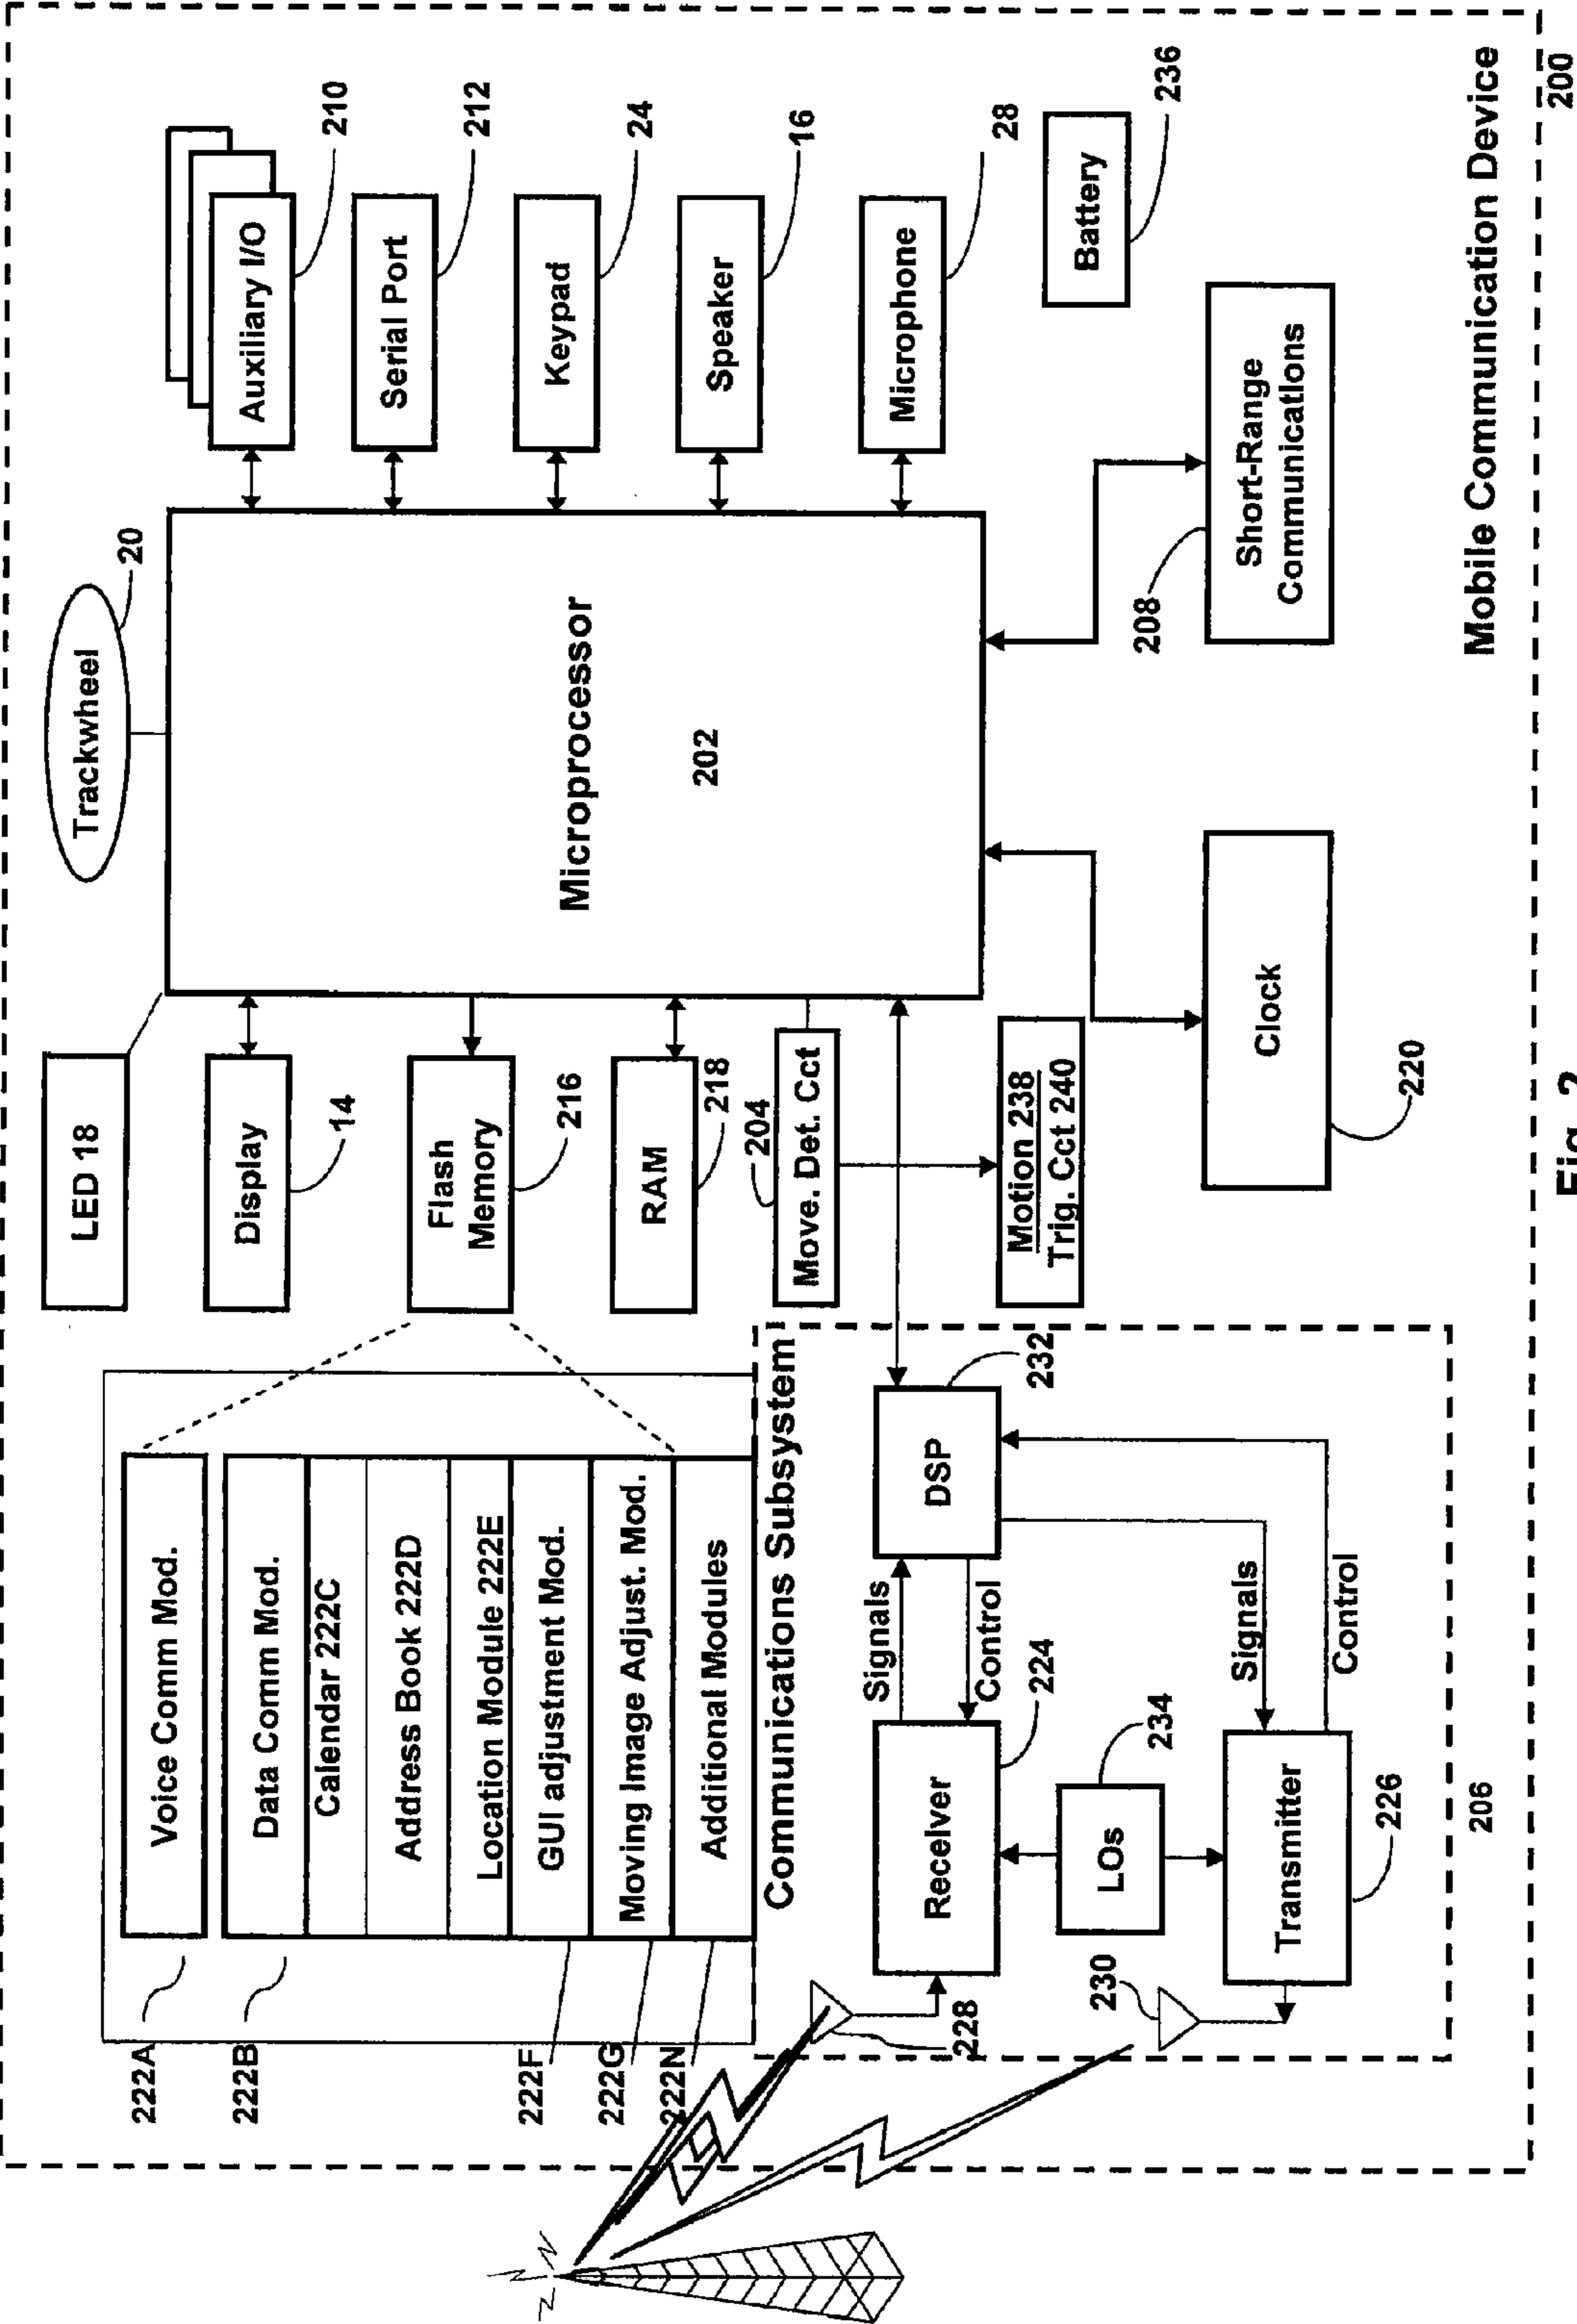 222A
222B
222F
222G
222N
Voice Comm Mod.
Data Comm Mod.
Calendar 222C
Address Book 222D
Location Module 222E
GUI adjustment Mod.
Moving Image Adjust. Mod.
Additional Modules
LED 18
Display
14
Flash
Memory
216
RAM
218
204
Move. Det. Cct
Motion 238
Trig. Cct 240
Trackwheel
20
Microprocessor
202
Auxiliary I/O
210
Serial Port
212
Keypad
24
Speaker
16
Microphone
28
Battery
236
Communications Subsystem
228
Receiver
224
Signals
Control
DSP
232
230
LOs
234
Transmitter
226
Signals
Control
206
Clock
220
208
Short-Range
Communications
Mobile Communication Device
200
Fig. 2